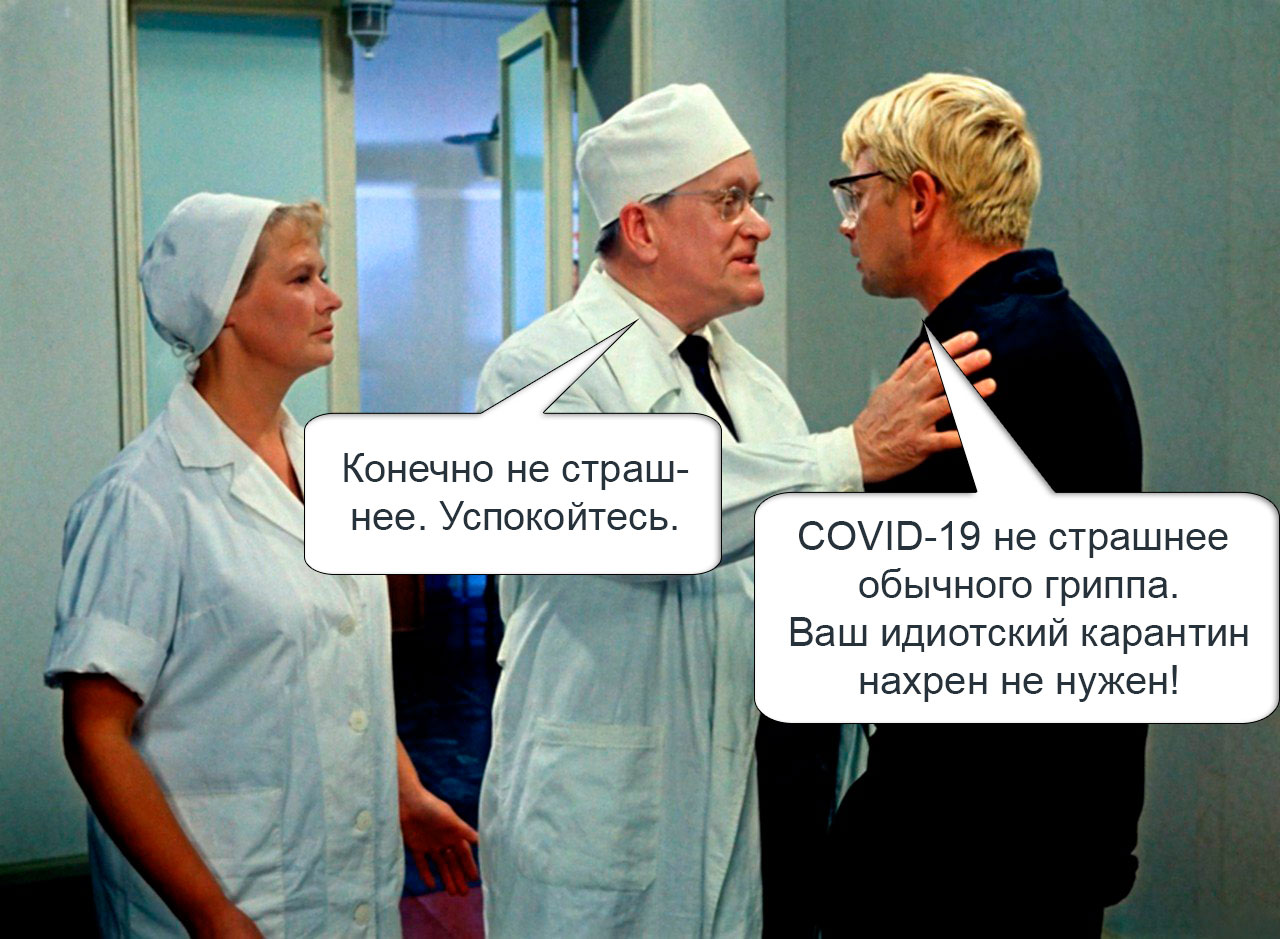 Конечно не страш-
нее. Успокойтесь.
COVID-19 не страшнее
обычного гриппа.
Ваш идиотский карантин
нахрен не нужен!